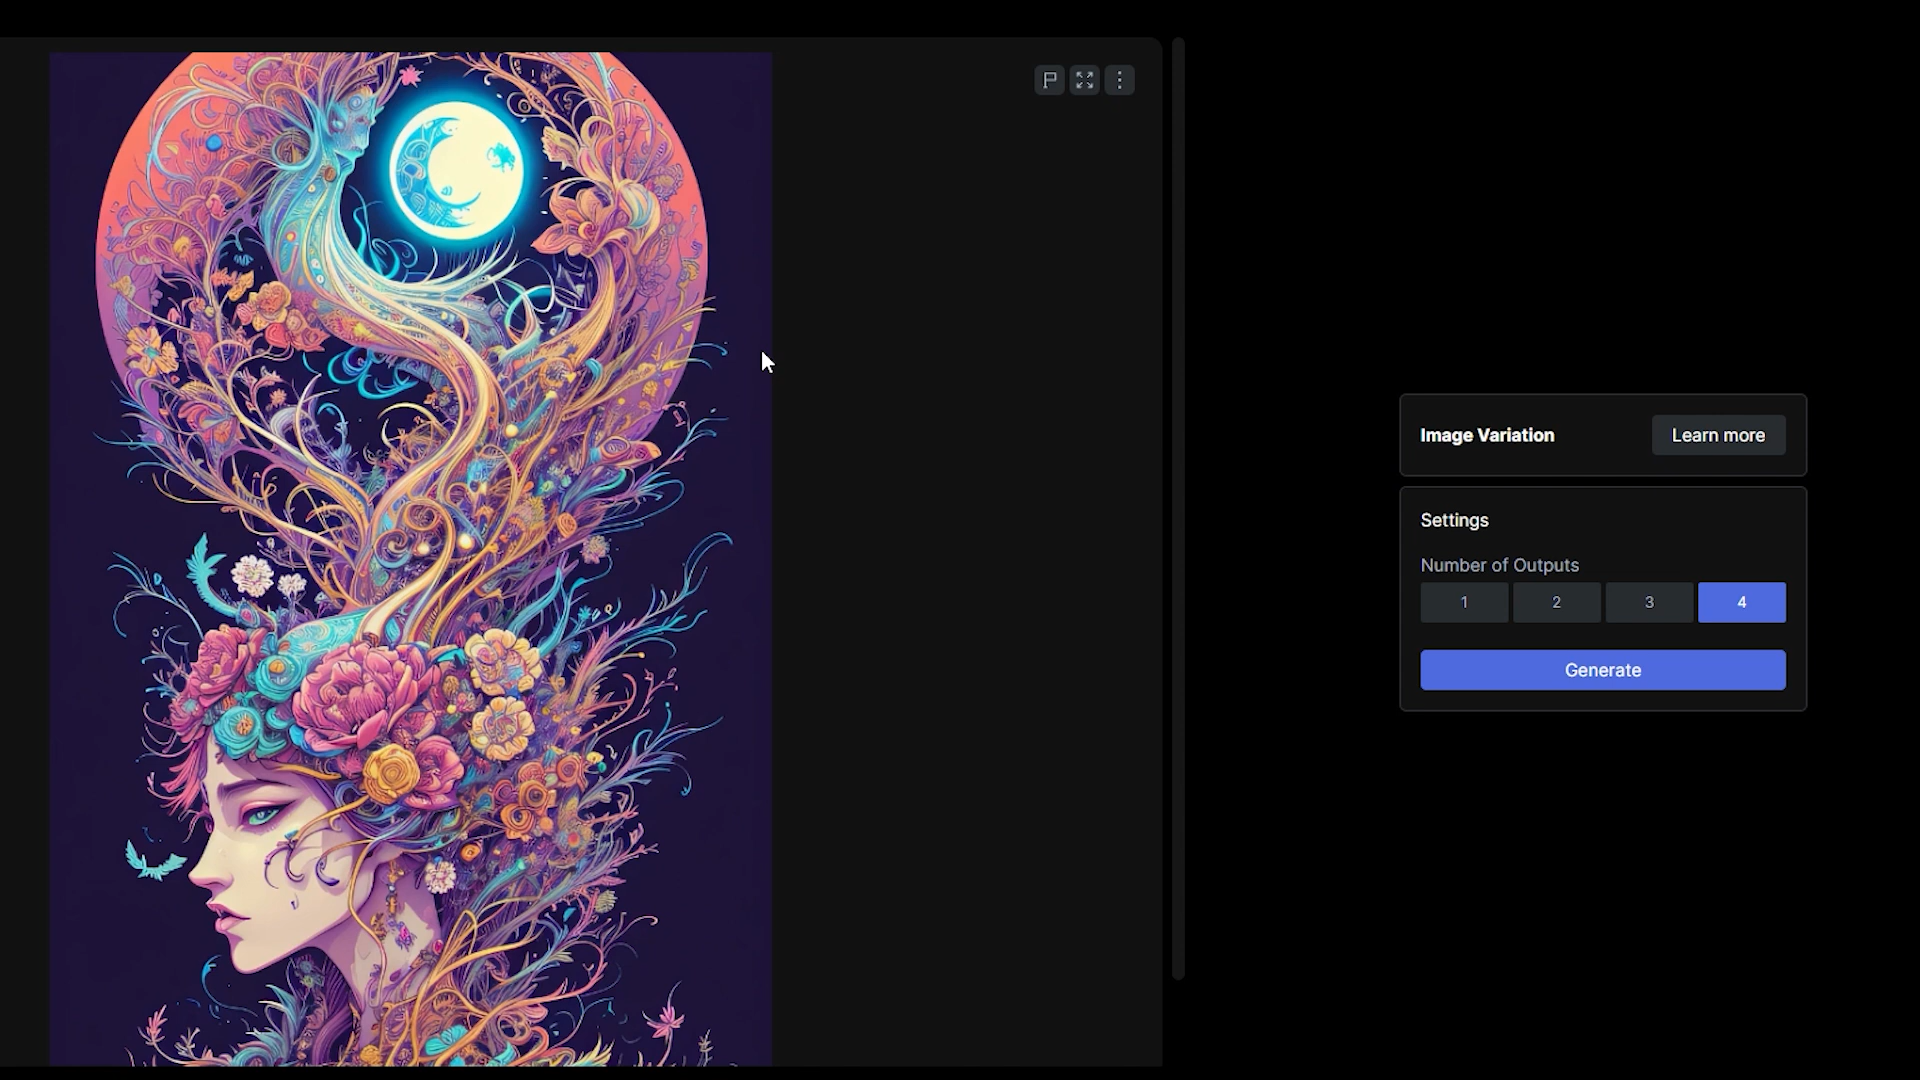 Image Variation
Learn more
Settings
Number of Outputs
1 2 3 4
Generate